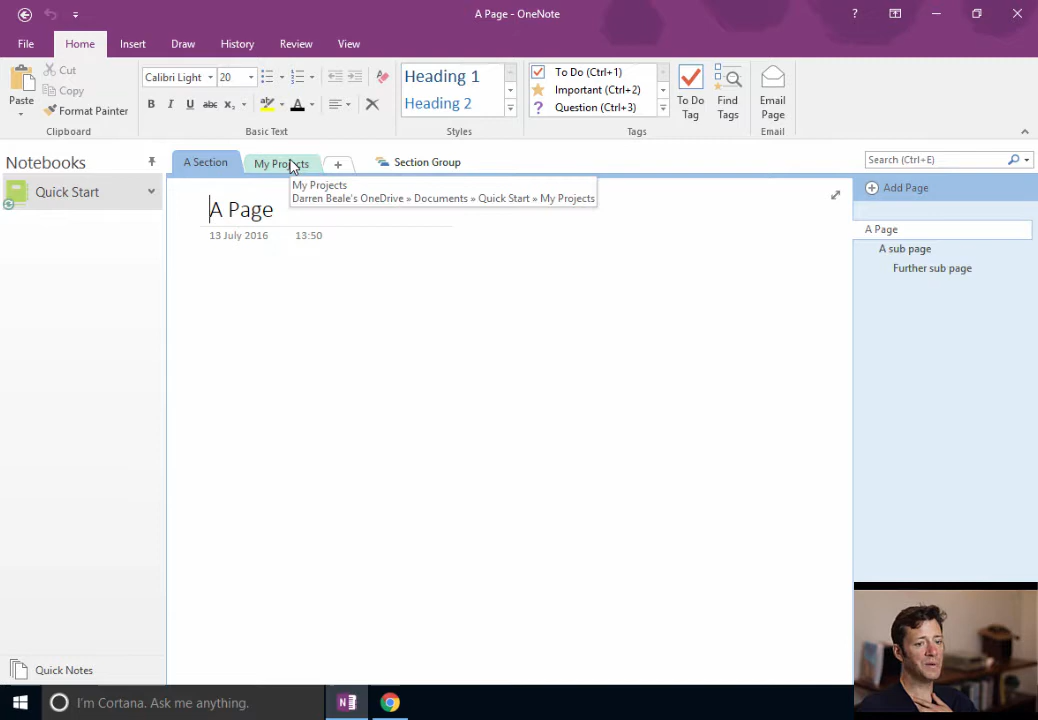 A Page - OneNote
?
File Home Insert Draw History Review View
Paste
Cut
Copy
Format Painter
Clipboard
Calibri Light 20
B I U abc X₂ A
Basic Text
Heading 1
Heading 2
Styles
To Do (Ctrl+1)
Important (Ctrl+2)
? Question (Ctrl+3)
Tags
To Do
Tag
Find
Tags
Email
Page
Email
Notebooks
Quick Start
A Section My Projects + Section Group
Search (Ctrl+E)
My Projects
Darren Beale's OneDrive » Documents » Quick Start » My Projects
A Page
13 July 2016 13:50
Add Page
A Page
A sub page
Further sub page
Quick Notes
I'm Cortana. Ask me anything.
N